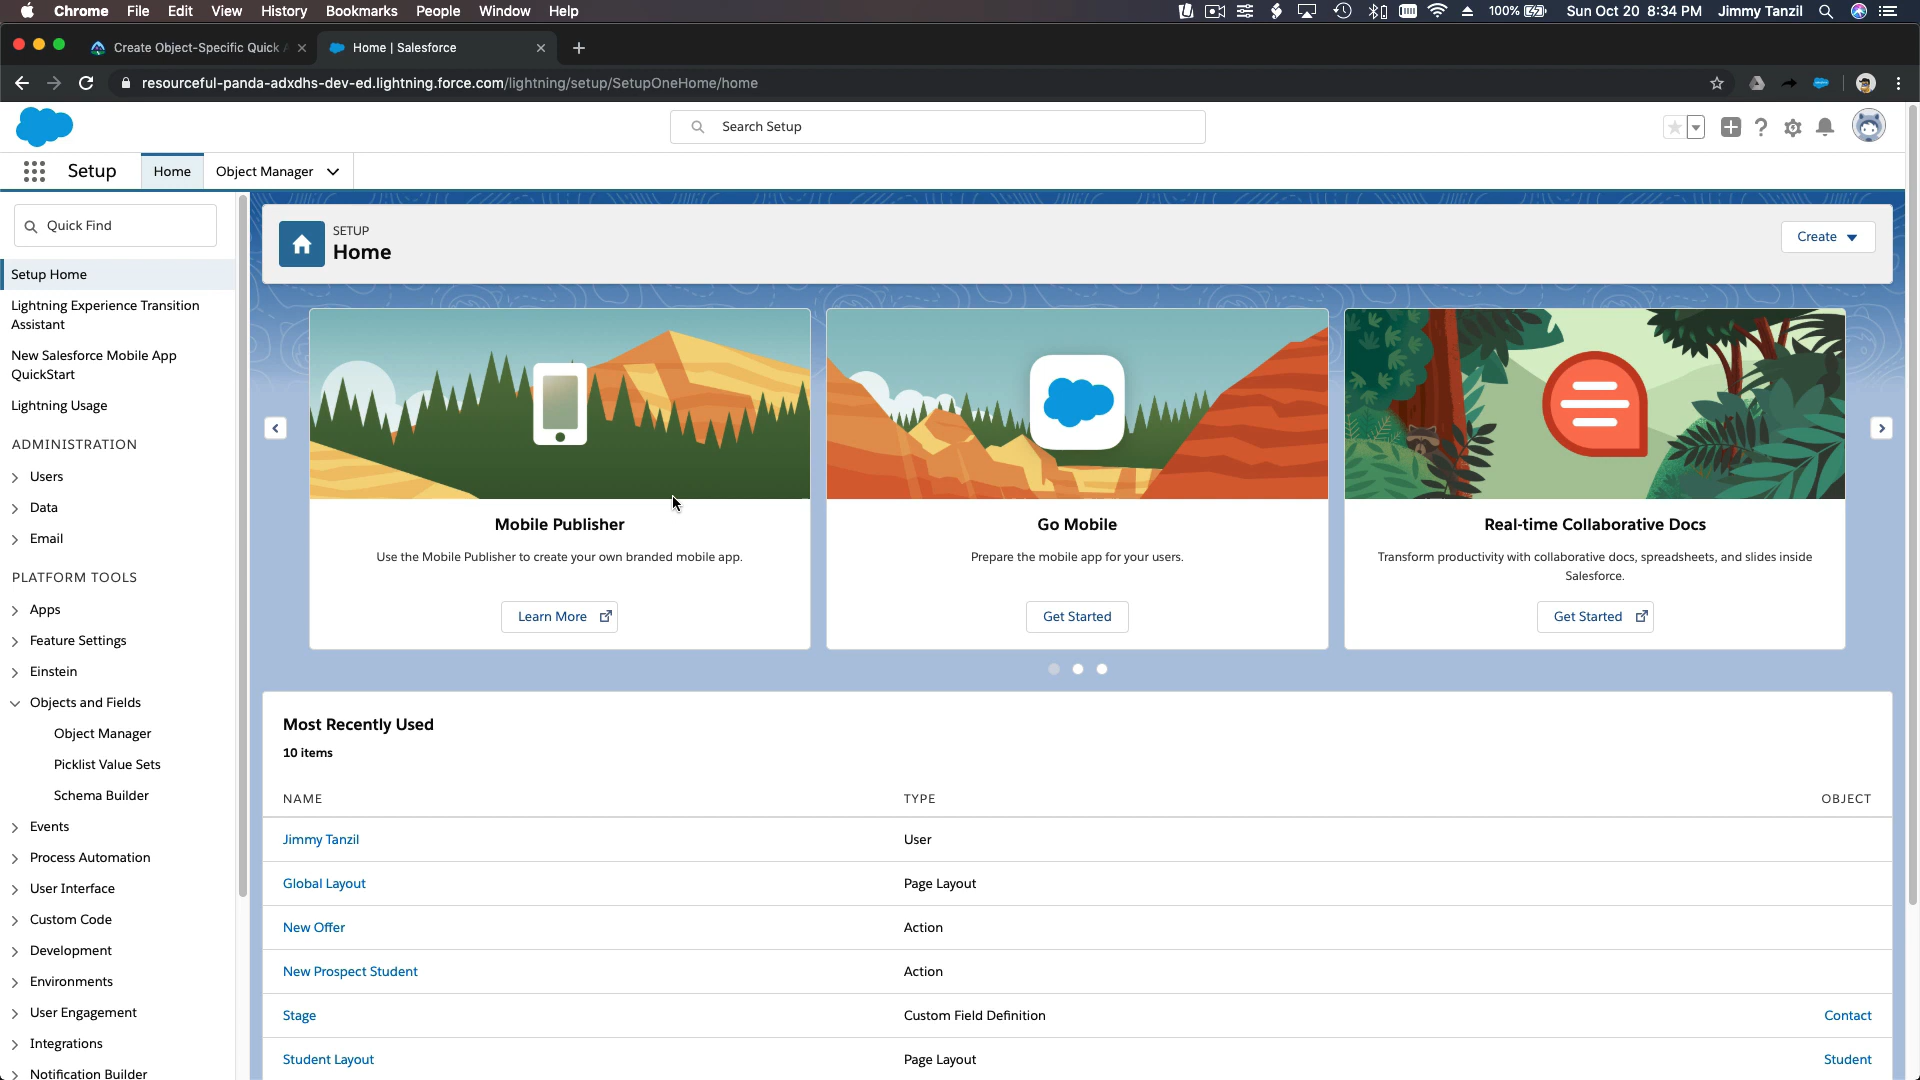 Chrome File Edit View History Bookmarks People Window Help 100% Sun Oct 20 8:34 PM Jimmy Tanzil
Create Object-Specific Quick
Home | Salesforce
resourceful-panda-adxdhs-dev-ed.lightning.force.com/lightning/setup/SetupOneHome/home
Search Setup
Setup Home Object Manager
Quick Find
Setup Home
Lightning Experience Transition
Assistant
New Salesforce Mobile App
QuickStart
Lightning Usage
ADMINISTRATION
Users
Data
Email
PLATFORM TOOLS
Apps
Feature Settings
Einstein
Objects and Fields
Object Manager
Picklist Value Sets
Schema Builder
Events
Process Automation
User Interface
Custom Code
Development
Environments
User Engagement
Integrations
Notification Builder
SETUP
Home
Create
Mobile Publisher
Use the Mobile Publisher to create your own branded mobile app.
Learn More
Go Mobile
Prepare the mobile app for your users.
Get Started
Real-time Collaborative Docs
Transform productivity with collaborative docs, spreadsheets, and slides inside
Salesforce.
Get Started
Most Recently Used
10 items
NAME TYPE OBJECT
Jimmy Tanzil User
Global Layout Page Layout
New Offer Action
New Prospect Student Action
Stage Custom Field Definition Contact
Student Layout Page Layout Student